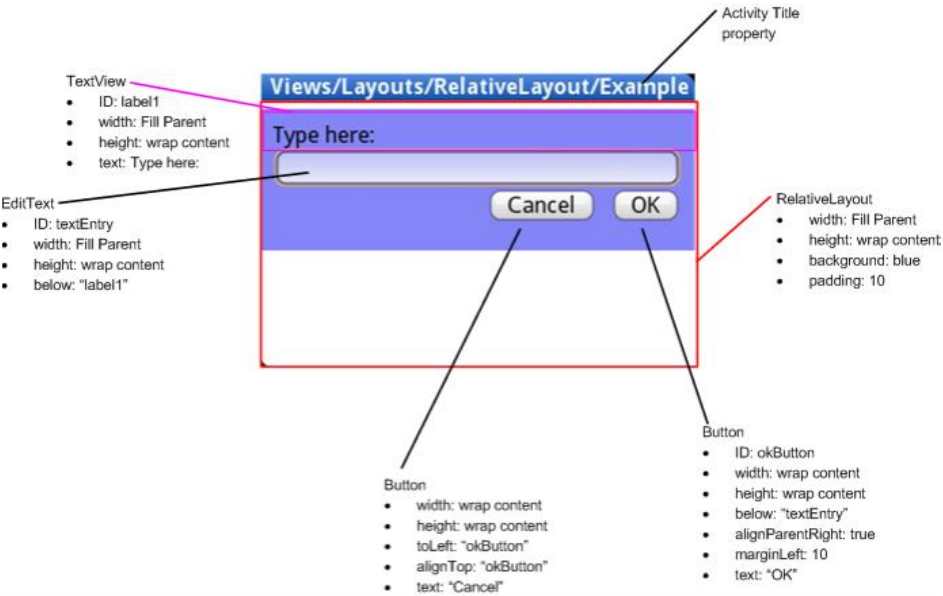 Activity Title
property
TextView
• ID: label1
• width: Fill Parent
• height: wrap content
• text: Type here:
Views/Layouts/RelativeLayout/Example
Type here:
Cancel
OK
EditText
• ID: textEntry
• width: Fill Parent
• height: wrap content
• below: “label1”
RelativeLayout
• width: Fill Parent
• height: wrap content
• background: blue
• padding: 10
Button
• width: wrap content
• height: wrap content
• toLeft: “okButton”
• alignTop: “okButton”
• text: “Cancel”
Button
• ID: okButton
• width: wrap content
• height: wrap content
• below: “textEntry”
• alignParentRight: true
• marginLeft: 10
• text: “OK”